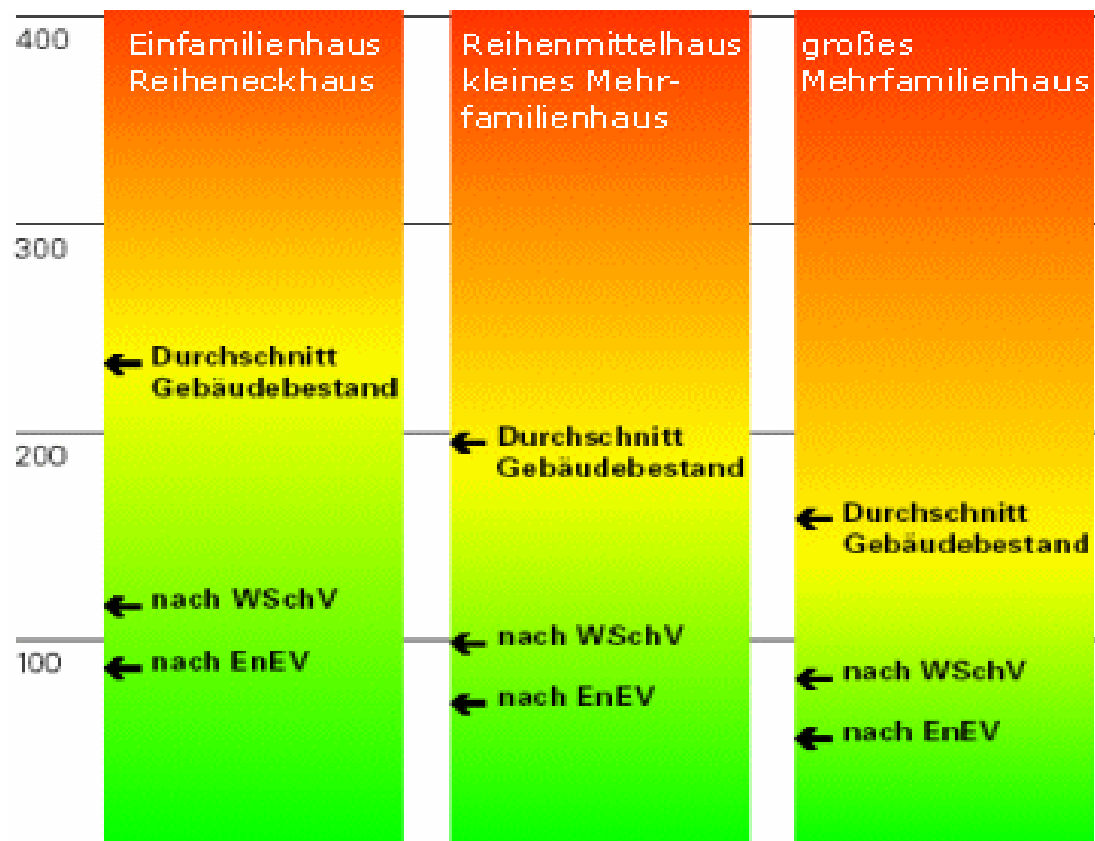 400
300
200
100
Einfamilienhaus
Reiheneckhaus
Durchschnitt
Gebäudebestand
nach WSchV
nach EnEV
Reihenmittelhaus
kleines Mehr-
familienhaus
Durchschnitt
Gebäudebestand
nach WSchV
nach EnEV
großes
Mehrfamilienhaus
Durchschnitt
Gebäudebestand
nach WSchV
nach EnEV